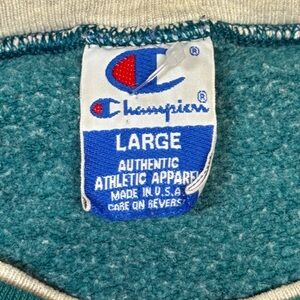 ®
Champion®
LARGE
AUTHENTIC
ATHLETIC APPAREL
MADE IN U.S.A.
CARE ON REVERSE